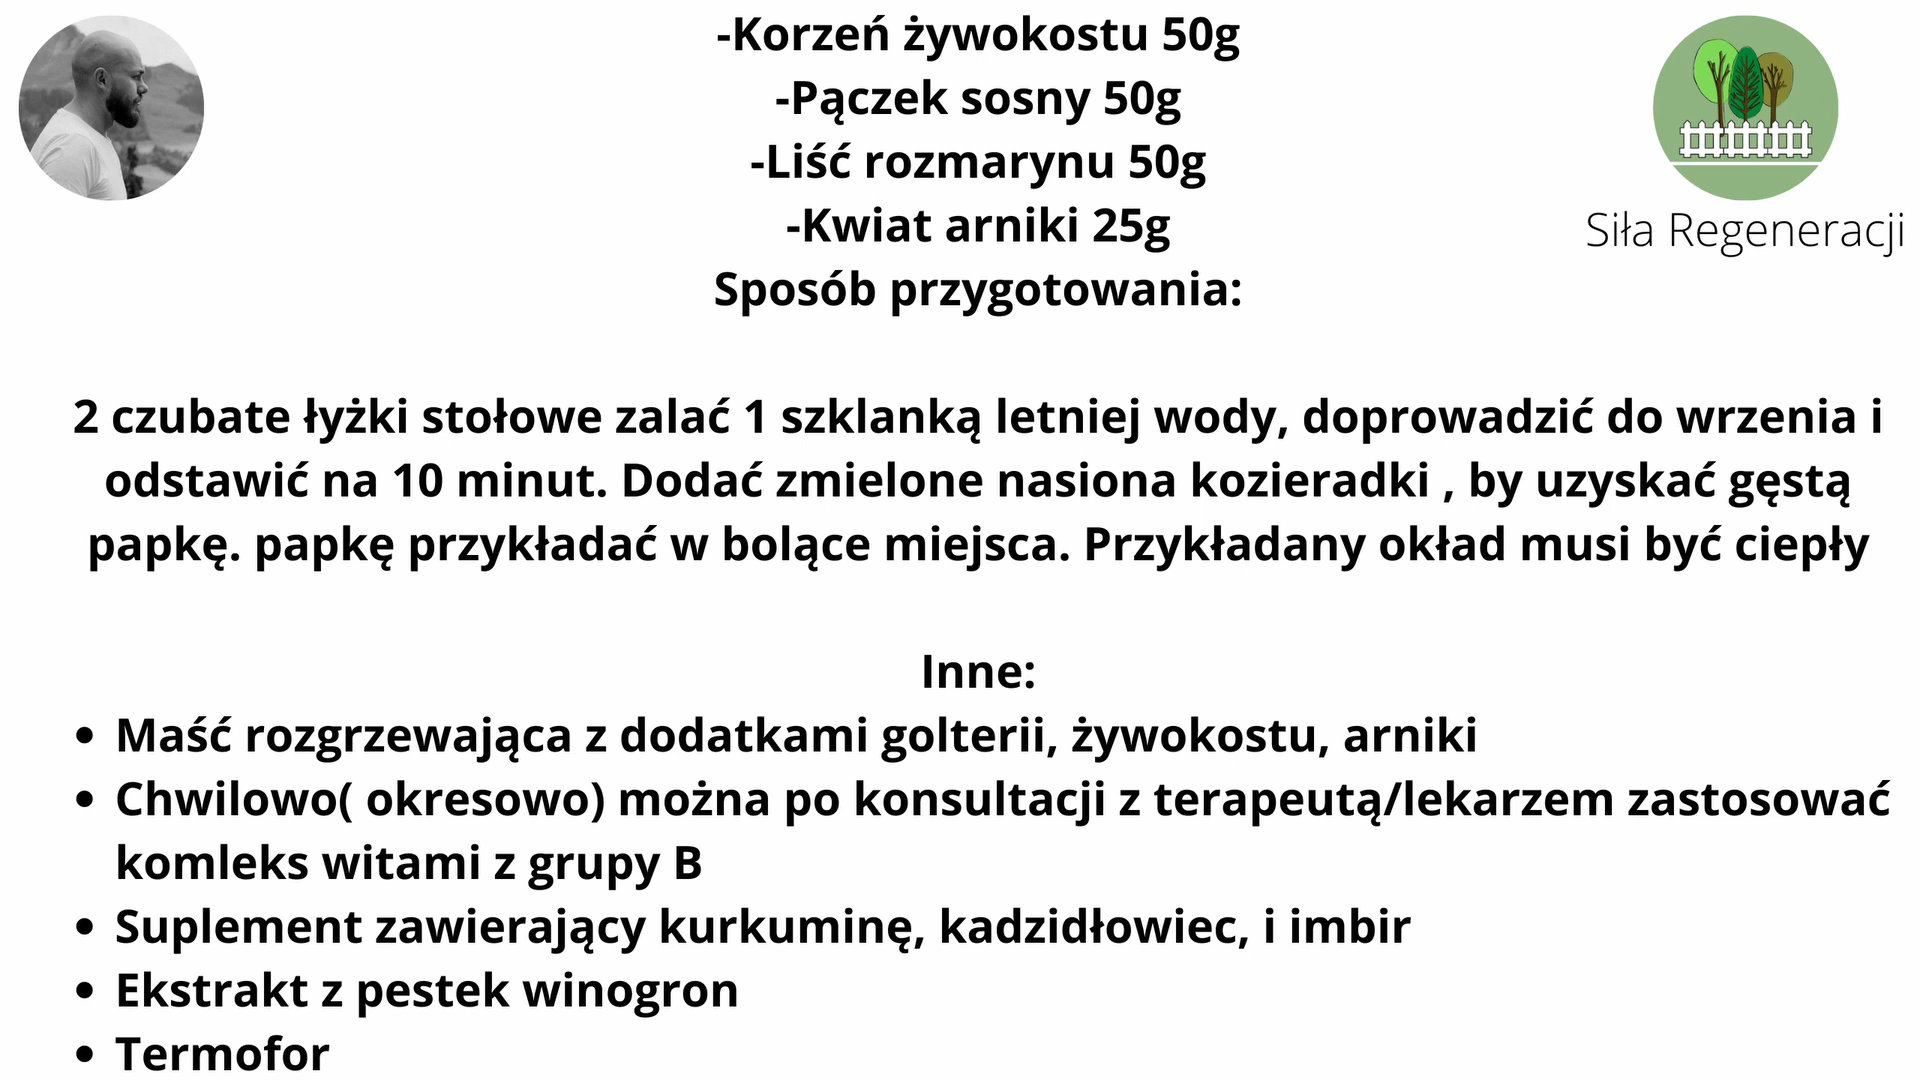 -Korzeń żywokostu 50g
-Pączek sosny 50g
-Liść rozmarynu 50g
-Kwiat arniki 25g
Siła Regeneracji
Sposób przygotowania:
2 czubate łyżki stołowe zalać 1 szklanką letniej wody, doprowadzić do wrzenia i
odstawić na 10 minut. Dodać zmielone nasiona kozieradki , by uzyskać gęstą
papkę. papkę przykładać w bolące miejsca. Przykładany okład musi być ciepły
Inne:
• Maść rozgrzewająca z dodatkami golterii, żywokostu, arniki
• Chwilowo( okresowo) można po konsultacji z terapeutą/lekarzem zastosować
komleks witami z grupy B
• Suplement zawierający kurkuminę, kadzidłowiec, i imbir
• Ekstrakt z pestek winogron
• Termofor